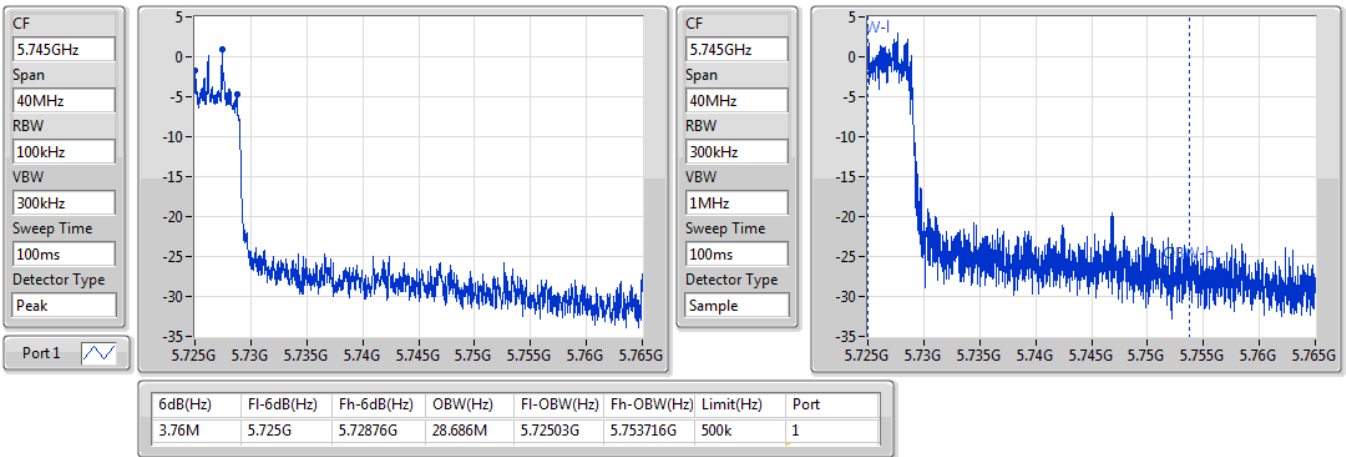 CF
5.745GHz
Span
40MHz
RBW
100kHz
VBW
300kHz
Sweep Time
100ms
Detector Type
Peak
Port 1
5
0
-5
-10
-15
-20
-25
-30
-35
5.725G 5.73G 5.735G 5.74G 5.745G 5.75G 5.755G 5.76G 5.765G
CF
5.745GHz
Span
40MHz
RBW
300kHz
VBW
1MHz
Sweep Time
100ms
Detector Type
Sample
5
0
-5
-10
-15
-20
-25
-30
-35
W-l
OBW-h
5.725G 5.73G 5.735G 5.74G 5.745G 5.75G 5.755G 5.76G 5.765G
6dB(Hz) Fl-6dB(Hz) Fh-6dB(Hz) OBW(Hz) Fl-OBW(Hz) Fh-OBW(Hz) Limit(Hz) Port
3.76M 5.725G 5.72876G 28.686M 5.72503G 5.753716G 500k 1